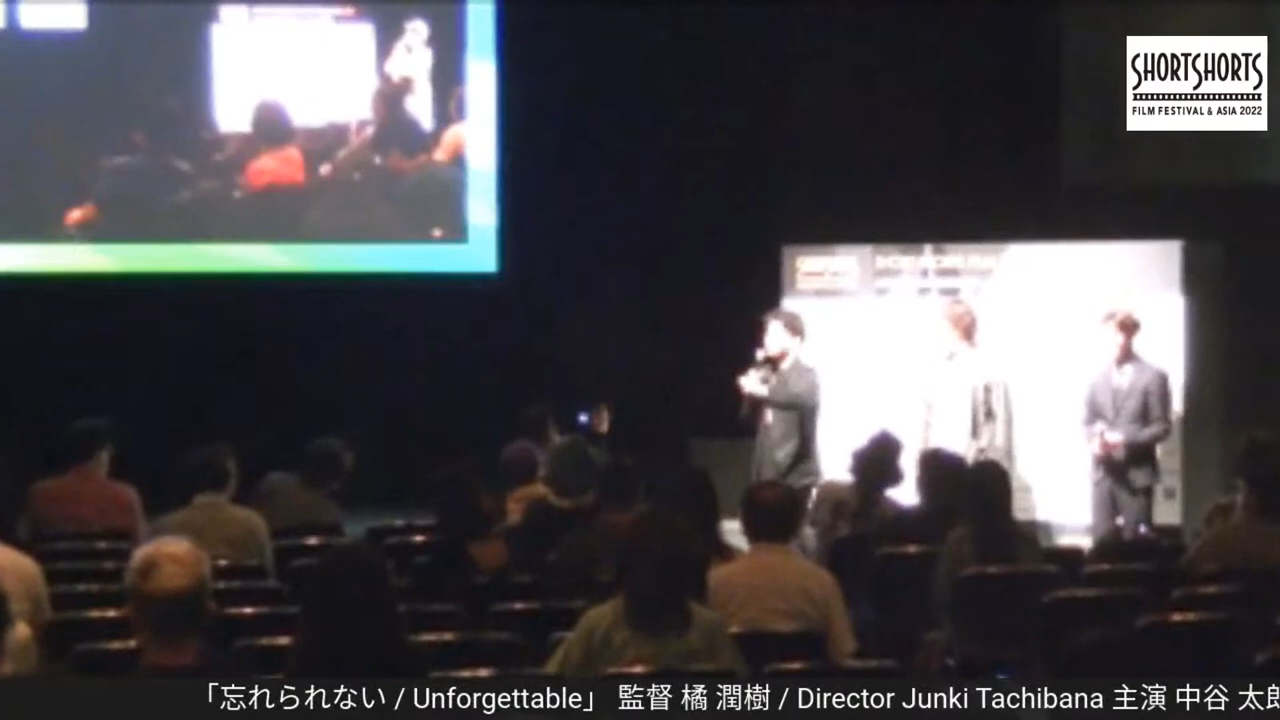 SHORTSHORTS
FILM FESTIVAL & ASIA 2022
「忘れられない / Unforgettable」 監督 橘 潤樹 / Director Junki Tachibana 主演 中谷 太郎